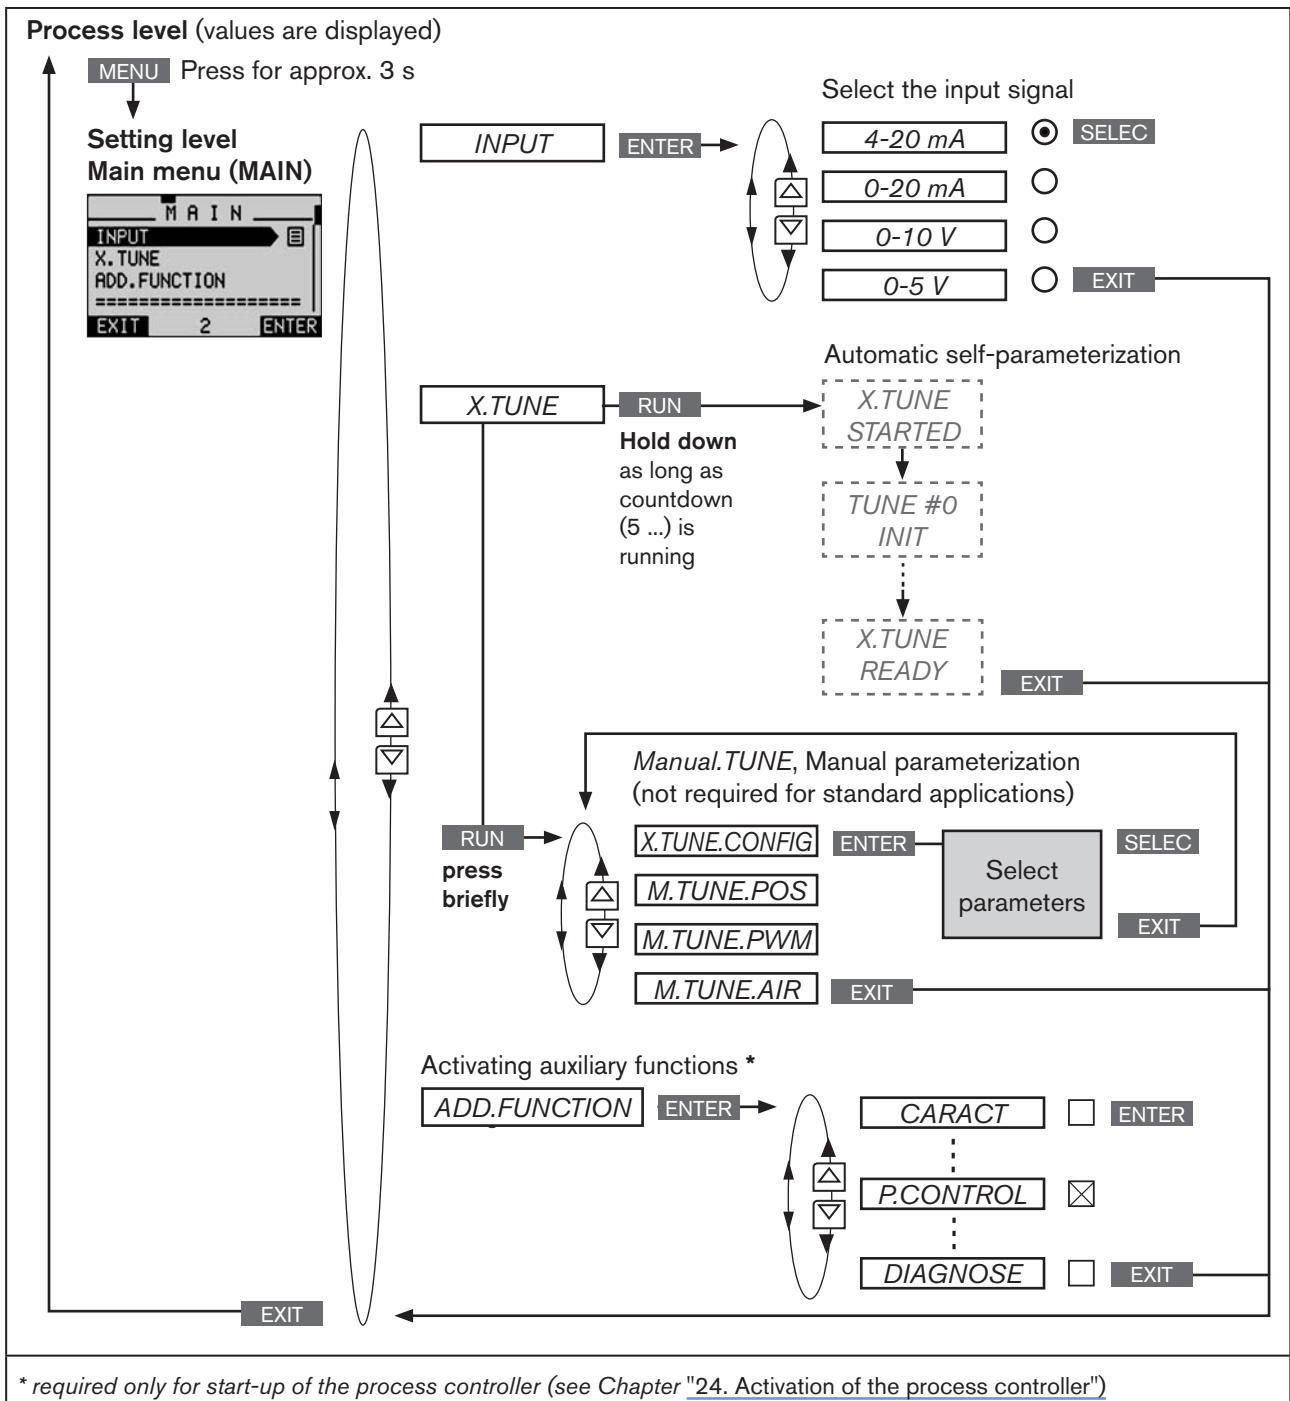 Process level (values are displayed)
MENU Press for approx. 3 s
Setting level
Main menu (MAIN)
MAIN
INPUT
X.TUNE
ADD.FUNCTION
====================
EXIT 2 ENTER
INPUT ENTER
Select the input signal
4-20 mA SELEC
0-20 mA
0-10 V
0-5 V EXIT
Automatic self-parameterization
X.TUNE RUN
Hold down
as long as
countdown
(5 ...) is
running
X.TUNE
STARTED
TUNE #0
INIT
X.TUNE
READY
EXIT
Manual.TUNE, Manual parameterization
(not required for standard applications)
RUN
press
briefly
X.TUNE.CONFIG ENTER
M.TUNE.POS
M.TUNE.PWM
M.TUNE.AIR EXIT
Select
parameters
SELEC
EXIT
Activating auxiliary functions *
ADD.FUNCTION ENTER
CARACT ENTER
P.CONTROL
DIAGNOSE EXIT
EXIT
* required only for start-up of the process controller (see Chapter "24. Activation of the process controller")